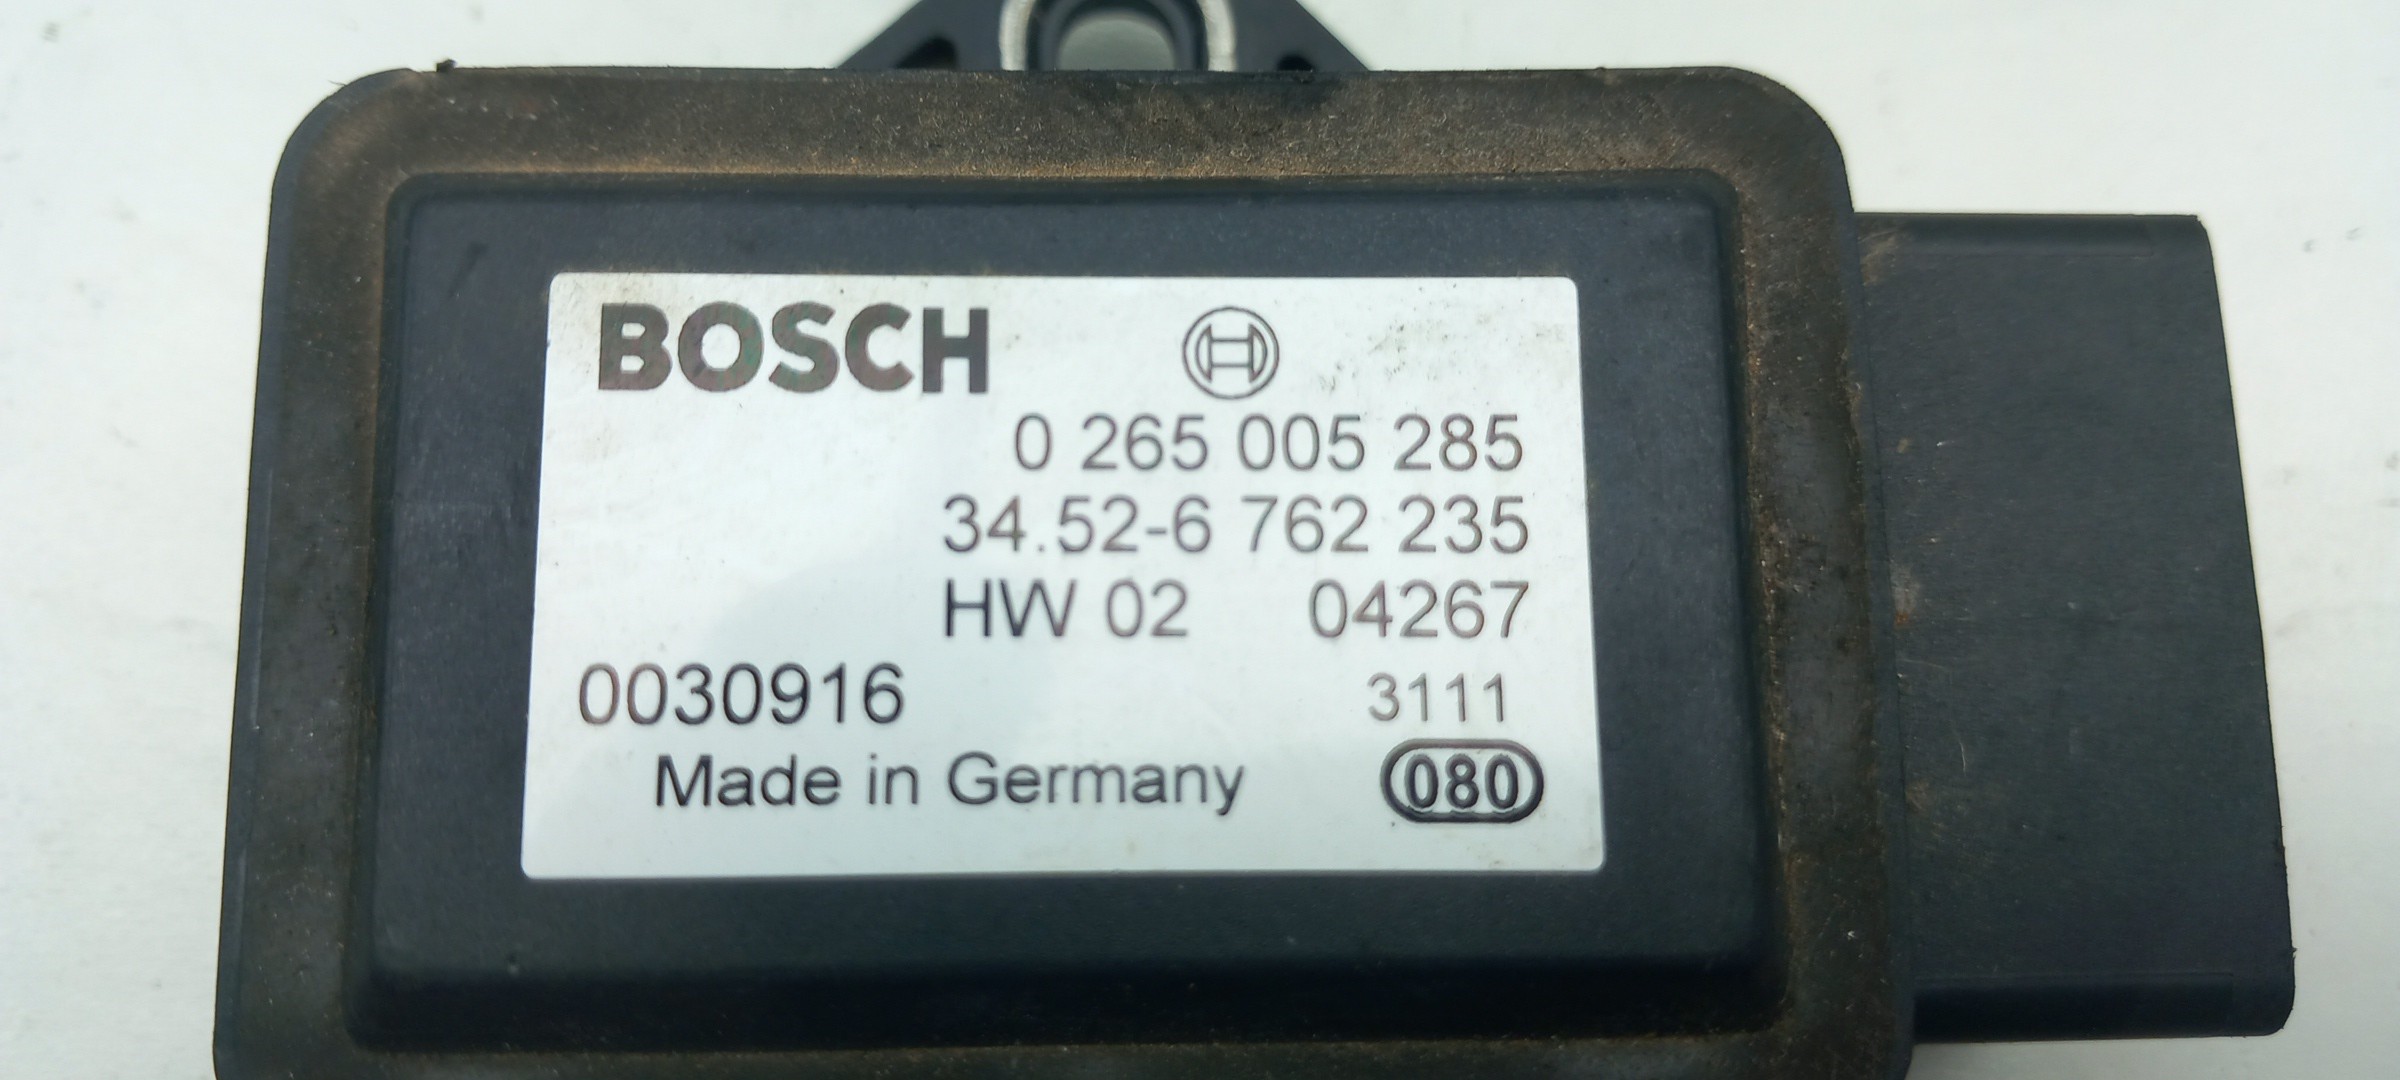 BOSCH
0 265 005 285
34.52-6 762 235
HW 02 04267
0030916 3111
Made in Germany 080